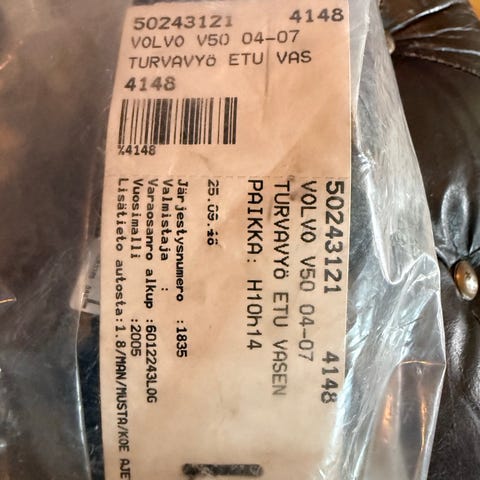 50243121 4148
VOLVO V50 04-07
TURVAVYÖ ETU VAS
4148
%4148
50243121 4148
VOLVO V50 04-07
TURVAVYÖ ETU VASEN
PAIKKA: H10h14
25.09.
Järjestysnumero :1835
Valmistaja :
Varaosanro alkup :6012243LOG
Vuosimalli :2005
Lisätieto autosta:1.8/MAN/MUSTA/KOE AJE